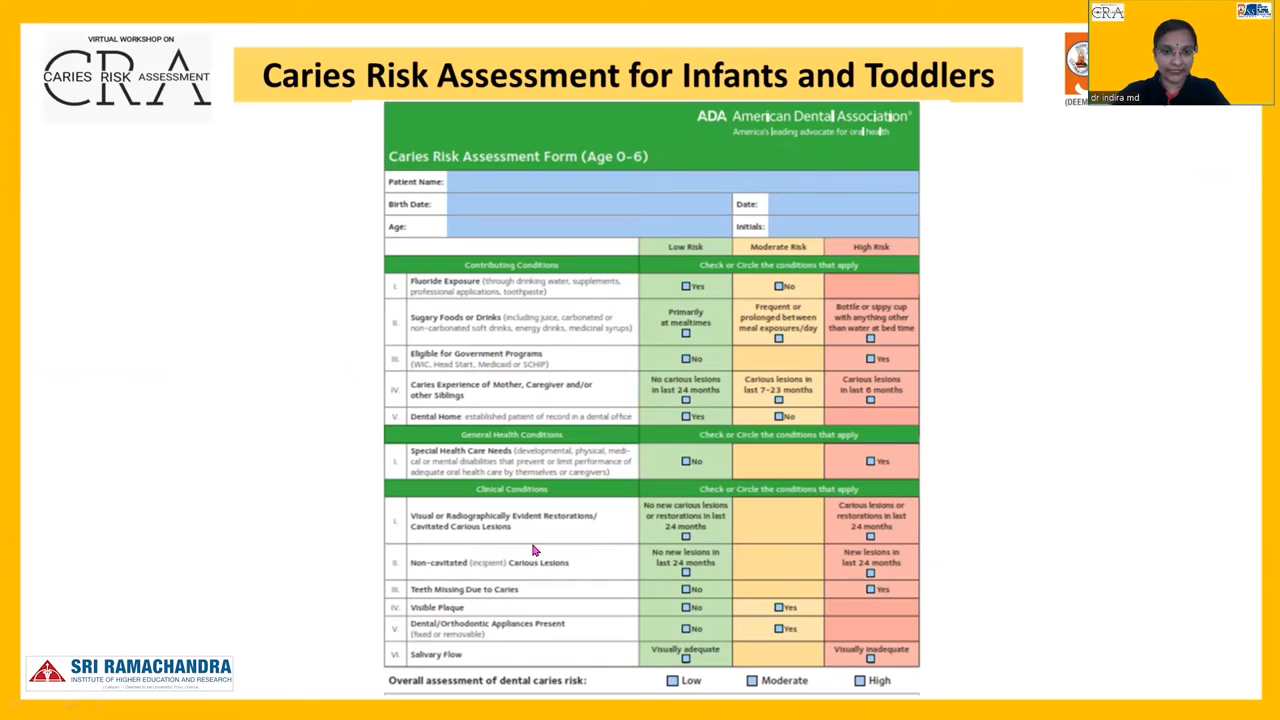 VIRTUAL WORKSHOP ON
CRA
CARIES RISK ASSESSMENT
Caries Risk Assessment for Infants and Toddlers
(DEEM
CRA
dr indira md
ADA American Dental Association®
America's leading advocate for oral health
Caries Risk Assessment Form (Age 0-6)
Patient Name:
Birth Date:
Date:
Age:
Initials:
Low Risk
Moderate Risk
High Risk
Contributing Conditions
Check or Circle the conditions that apply
I.
Fluoride Exposure (through drinking water, supplements,
professional applications, toothpaste)
Yes
No
II.
Sugary Foods or Drinks (including juice, carbonated or
non-carbonated soft drinks, energy drinks, medicinal syrups)
Primarily
at mealtimes
Frequent or
prolonged between
meal exposures/day
Bottle or sippy cup
with anything other
than water at bed time
III.
Eligible for Government Programs
(WIC, Head Start, Medicaid or SCHIP)
No
Yes
IV.
Caries Experience of Mother, Caregiver and/or
other Siblings
No carious lesions
in last 24 months
Carious lesions in
last 7-23 months
Carious lesions
in last 6 months
V.
Dental Home: established patient of record in a dental office
Yes
No
General Health Conditions
Check or Circle the conditions that apply
I.
Special Health Care Needs (developmental, physical, medi-
cal or mental disabilities that prevent or limit performance of
adequate oral health care by themselves or caregivers)
No
Yes
Clinical Conditions
Check or Circle the conditions that apply
I.
Visual or Radiographically Evident Restorations/
Cavitated Carious Lesions
No new carious lesions
or restorations in last
24 months
Carious lesions or
restorations in last
24 months
II.
Non-cavitated (incipient) Carious Lesions
No new lesions in
last 24 months
New lesions in
last 24 months
III.
Teeth Missing Due to Caries
No
Yes
IV.
Visible Plaque
No
Yes
V.
Dental/Orthodontic Appliances Present
(fixed or removable)
No
Yes
VI.
Salivary Flow
Visually adequate
Visually inadequate
Overall assessment of dental caries risk:
Low
Moderate
High
SRI RAMACHANDRA
INSTITUTE OF HIGHER EDUCATION AND RESEARCH